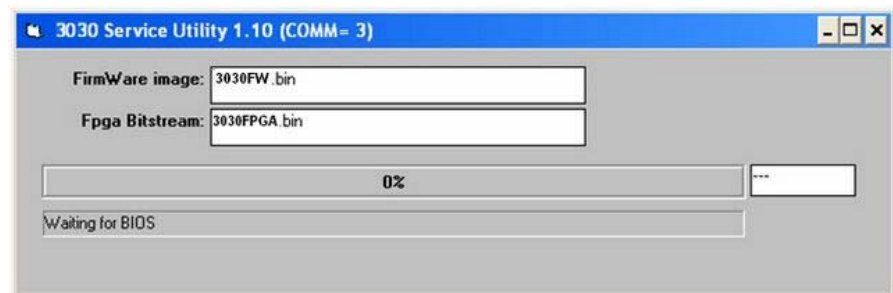 3030 Service Utility 1.10 (COMM= 3)
FirmWare image: 3030FW.bin
Fpga Bitstream: 3030FPGA.bin
0%
---
Waiting for BIOS